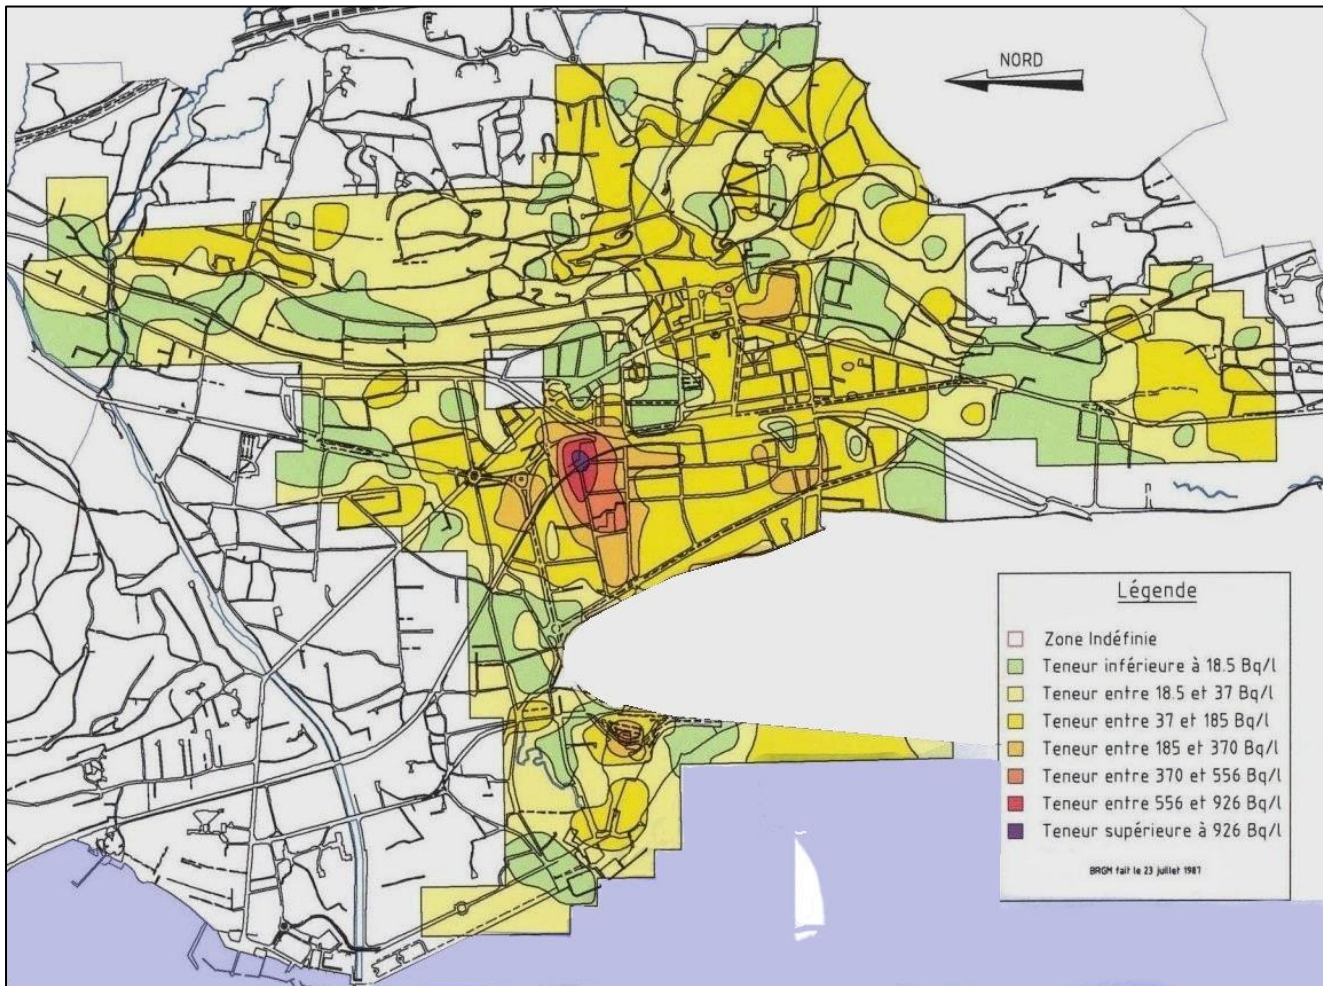 NORD
Légende
Zone Indéfinie
Teneur inférieure à 18.5 Bq/l
Teneur entre 18.5 et 37 Bq/l
Teneur entre 37 et 185 Bq/l
Teneur entre 185 et 370 Bq/l
Teneur entre 370 et 556 Bq/l
Teneur entre 556 et 926 Bq/l
Teneur supérieure à 926 Bq/l
BRGM fait le 23 juillet 1987